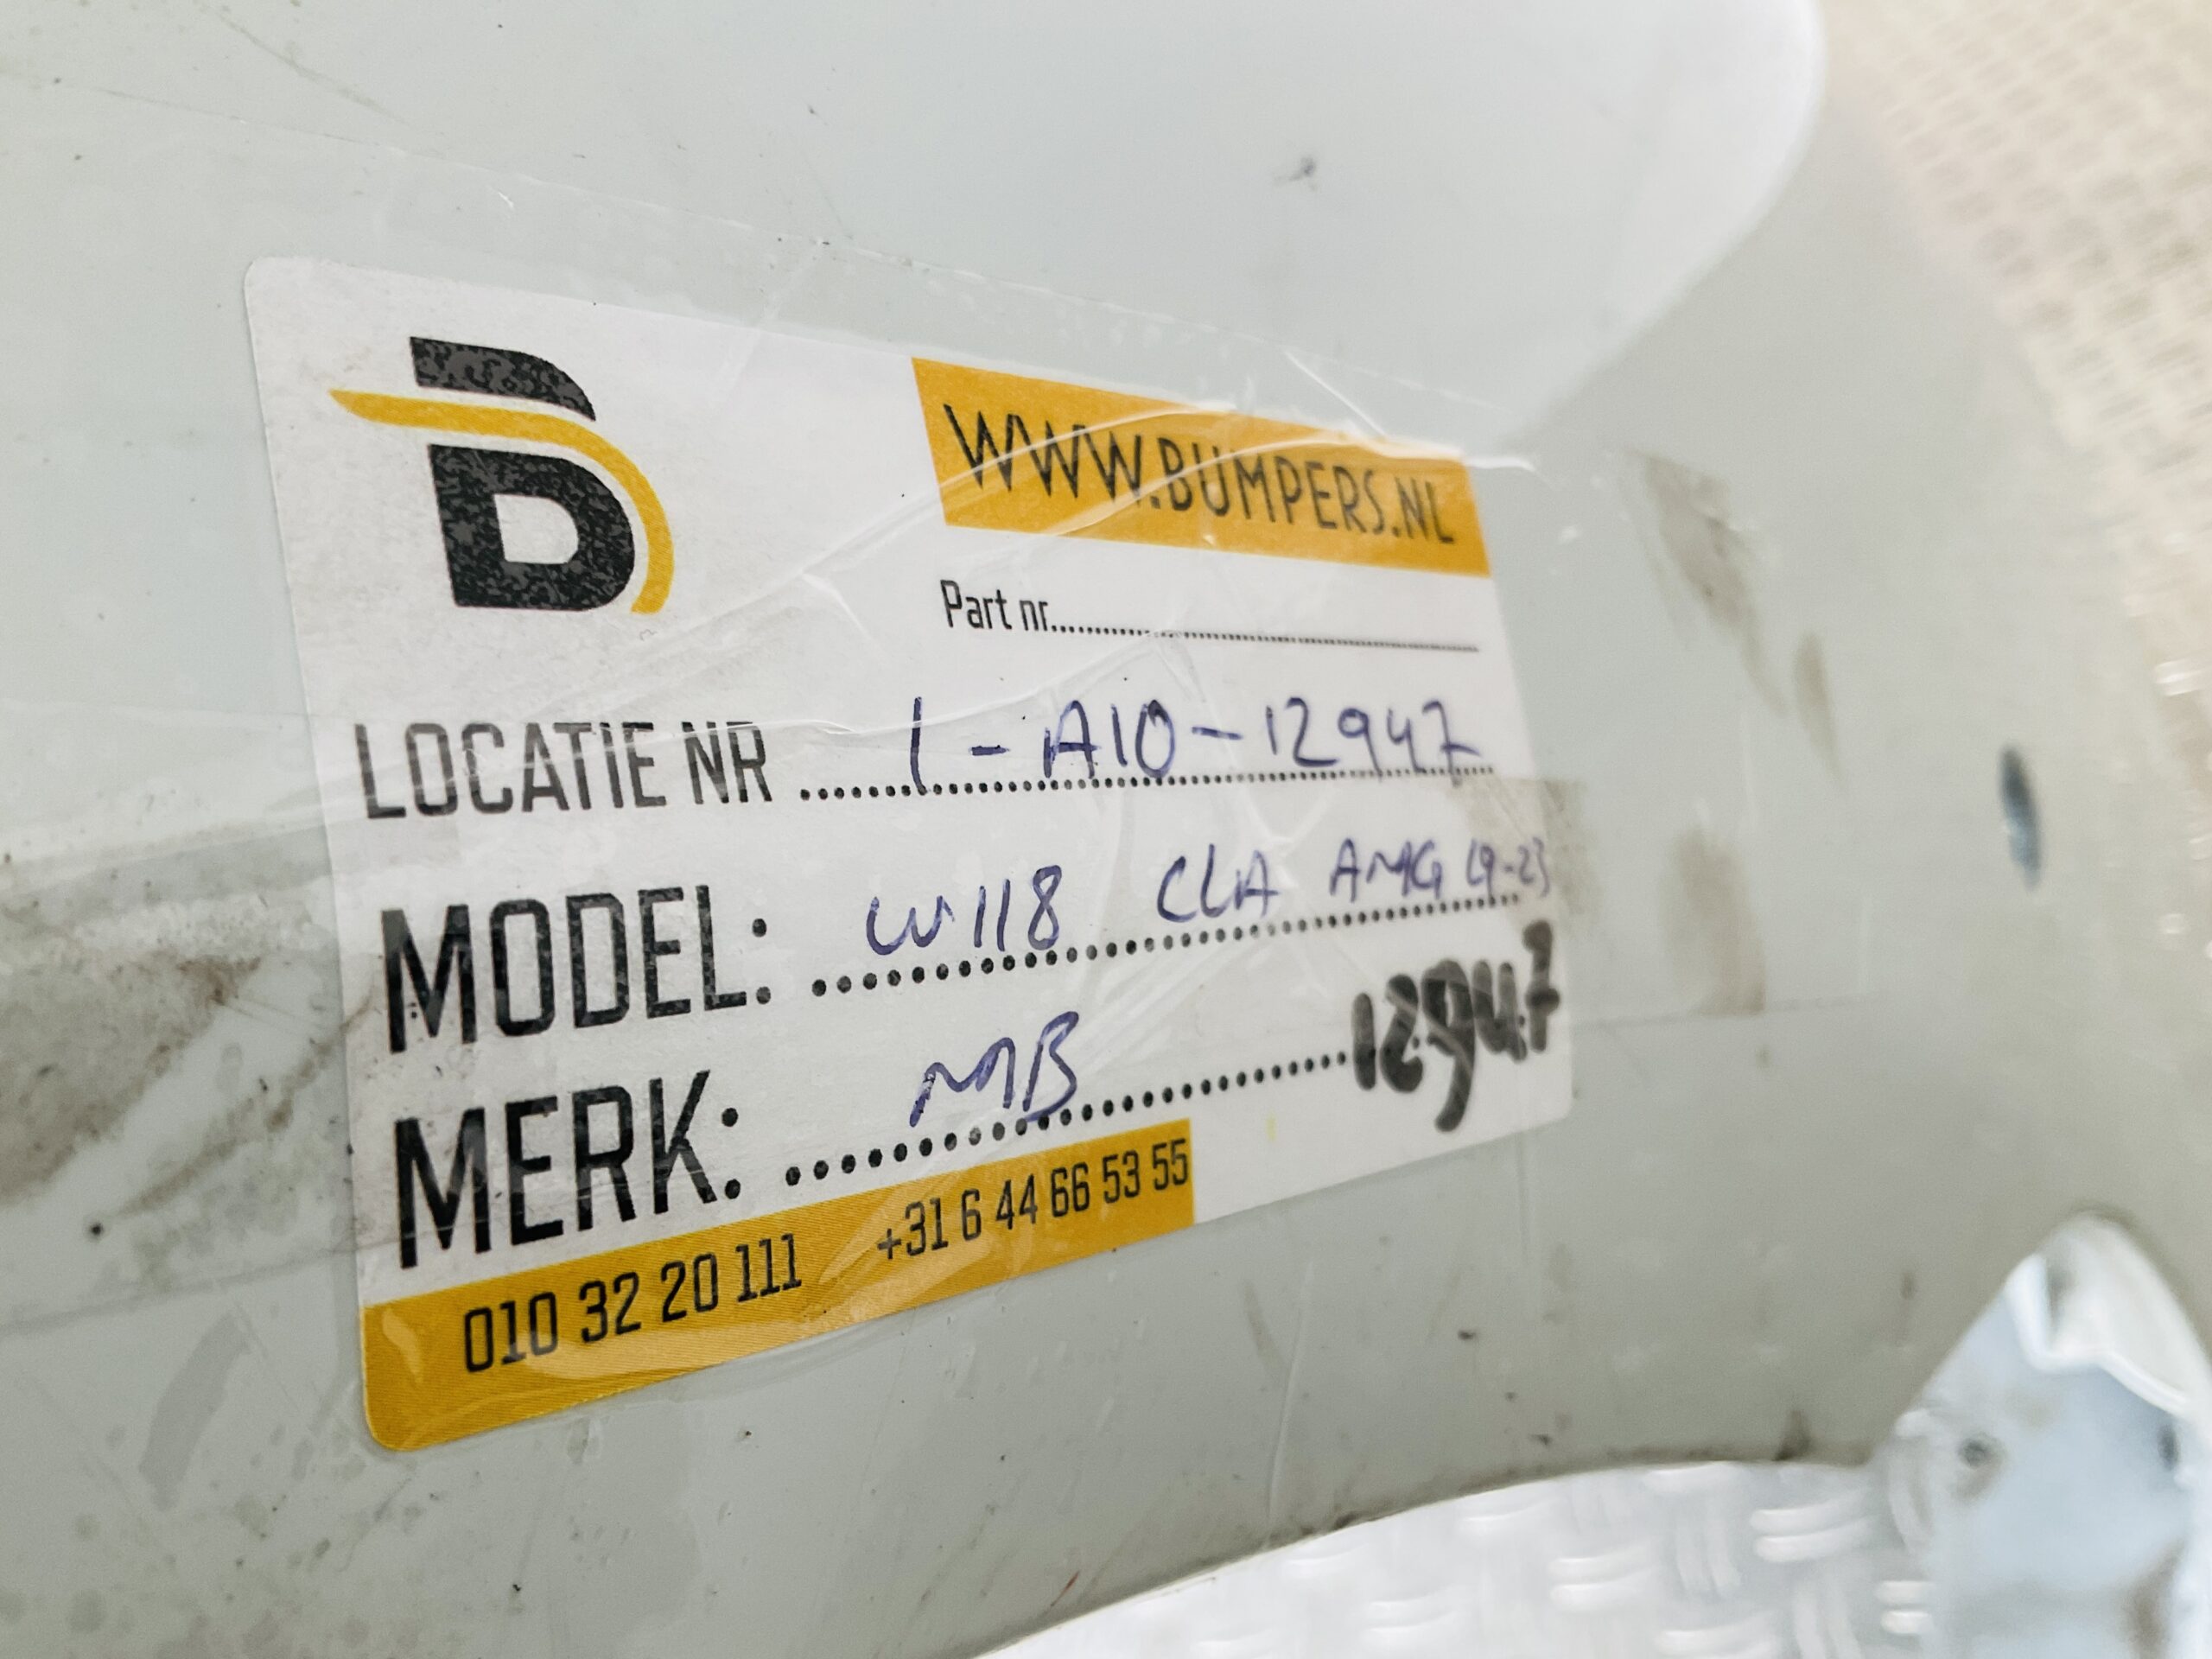 B
WWW.BUMPERS.NL
Part nr..............................
LOCATIE NR ........ 1-A10-12947
MODEL: W118 CLA AMG 19-23
MERK: MB 12947
010 32 20 111 +31 6 44 66 53 55